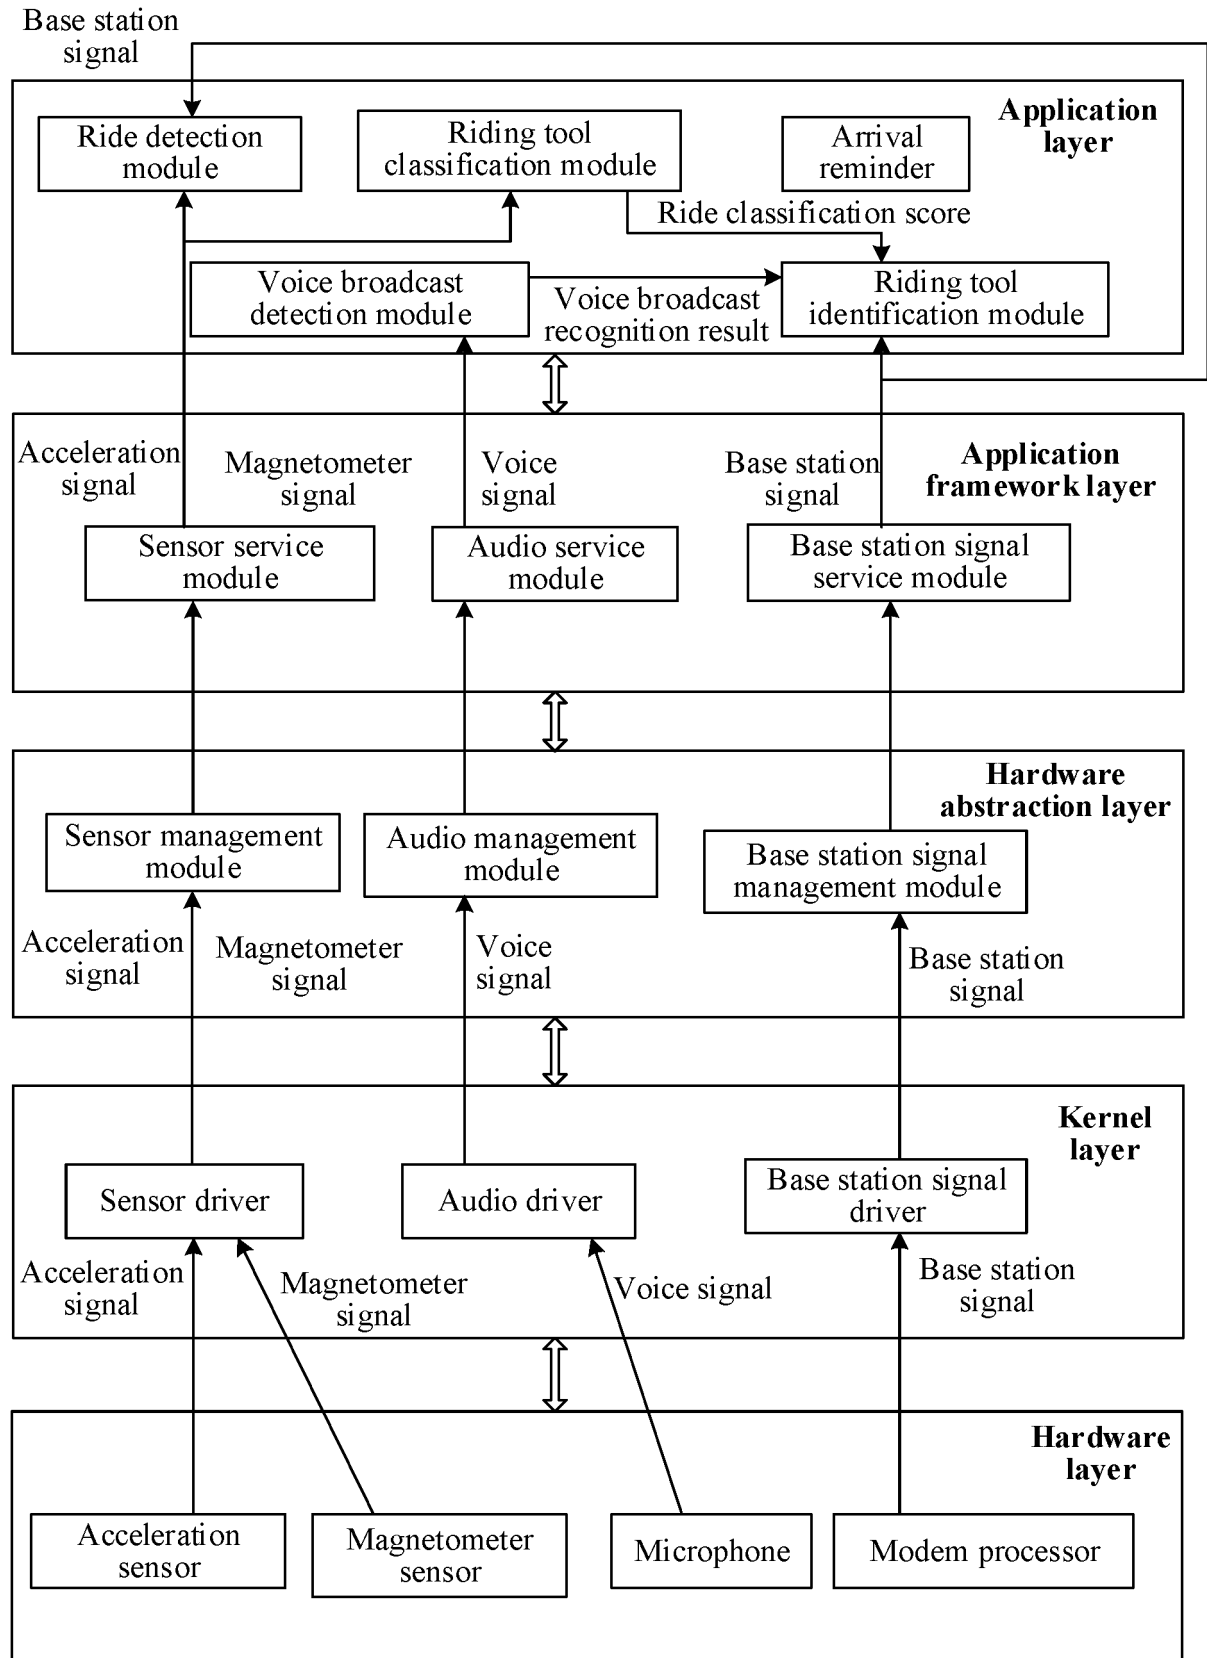 Base station
signal
Application
layer
Ride detection
module
Riding tool
classification module
Arrival
reminder
Ride classification score
Voice broadcast
detection module
Voice broadcast
recognition result
Riding tool
identification module
Acceleration
signal
Magnetometer
signal
Voice
signal
Base station
signal
Application
framework layer
Sensor service
module
Audio service
module
Base station signal
service module
Hardware
abstraction layer
Sensor management
module
Audio management
module
Base station signal
management module
Acceleration
signal
Magnetometer
signal
Voice
signal
Base station
signal
Kernel
layer
Sensor driver
Audio driver
Base station signal
driver
Acceleration
signal
Magnetometer
signal
Voice signal
Base station
signal
Hardware
layer
Acceleration
sensor
Magnetometer
sensor
Microphone
Modem processor